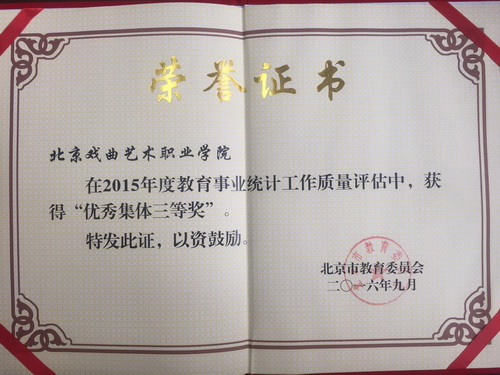 荣誉证书
北京戏曲艺术职业学院
在2015年度教育事业统计工作质量评估中，获
得“优秀集体三等奖”。
特发此证，以资鼓励。
北京市教育委员会
二〇一六年九月